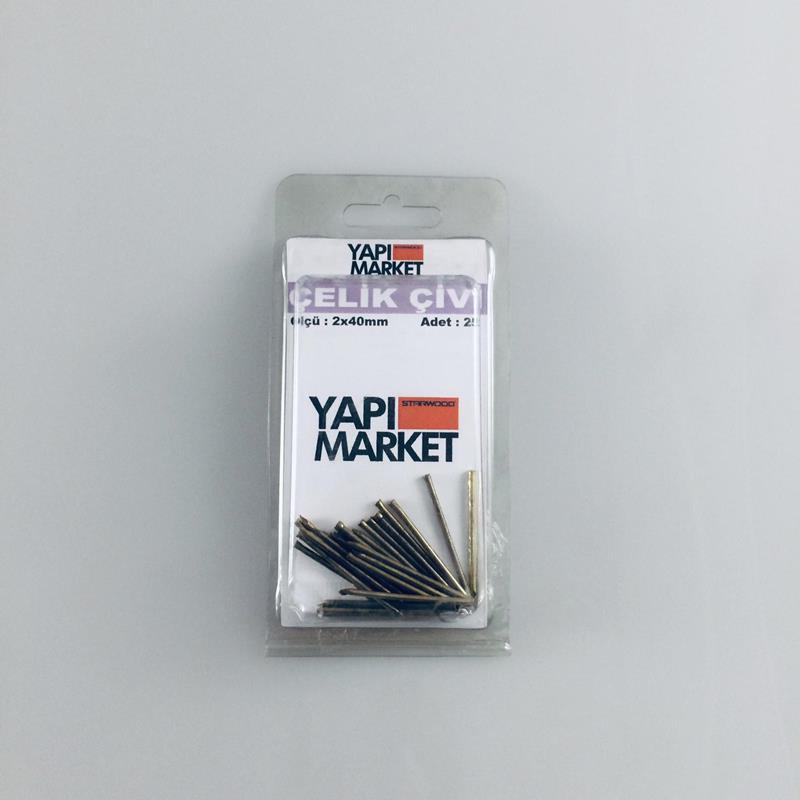 YAPI STARWOOD
MARKET
ÇELİK ÇİVİ
Ölçü : 2x40mm Adet : 25
YAPI STARWOOD
MARKET